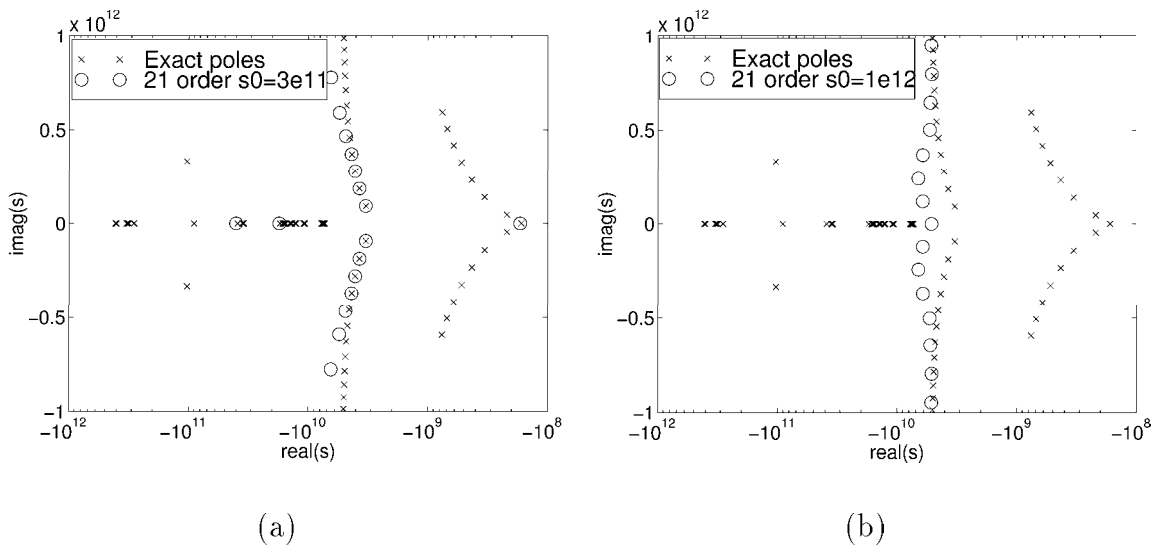 x 10^12
1
Exact poles
21 order s0=3e11
0.5
0
−0.5
−1
imag(s)
−10^12
−10^11
−10^10
−10^9
−10^8
real(s)
(a)
x 10^12
1
Exact poles
21 order s0=1e12
0.5
0
−0.5
−1
imag(s)
−10^12
−10^11
−10^10
−10^9
−10^8
real(s)
(b)